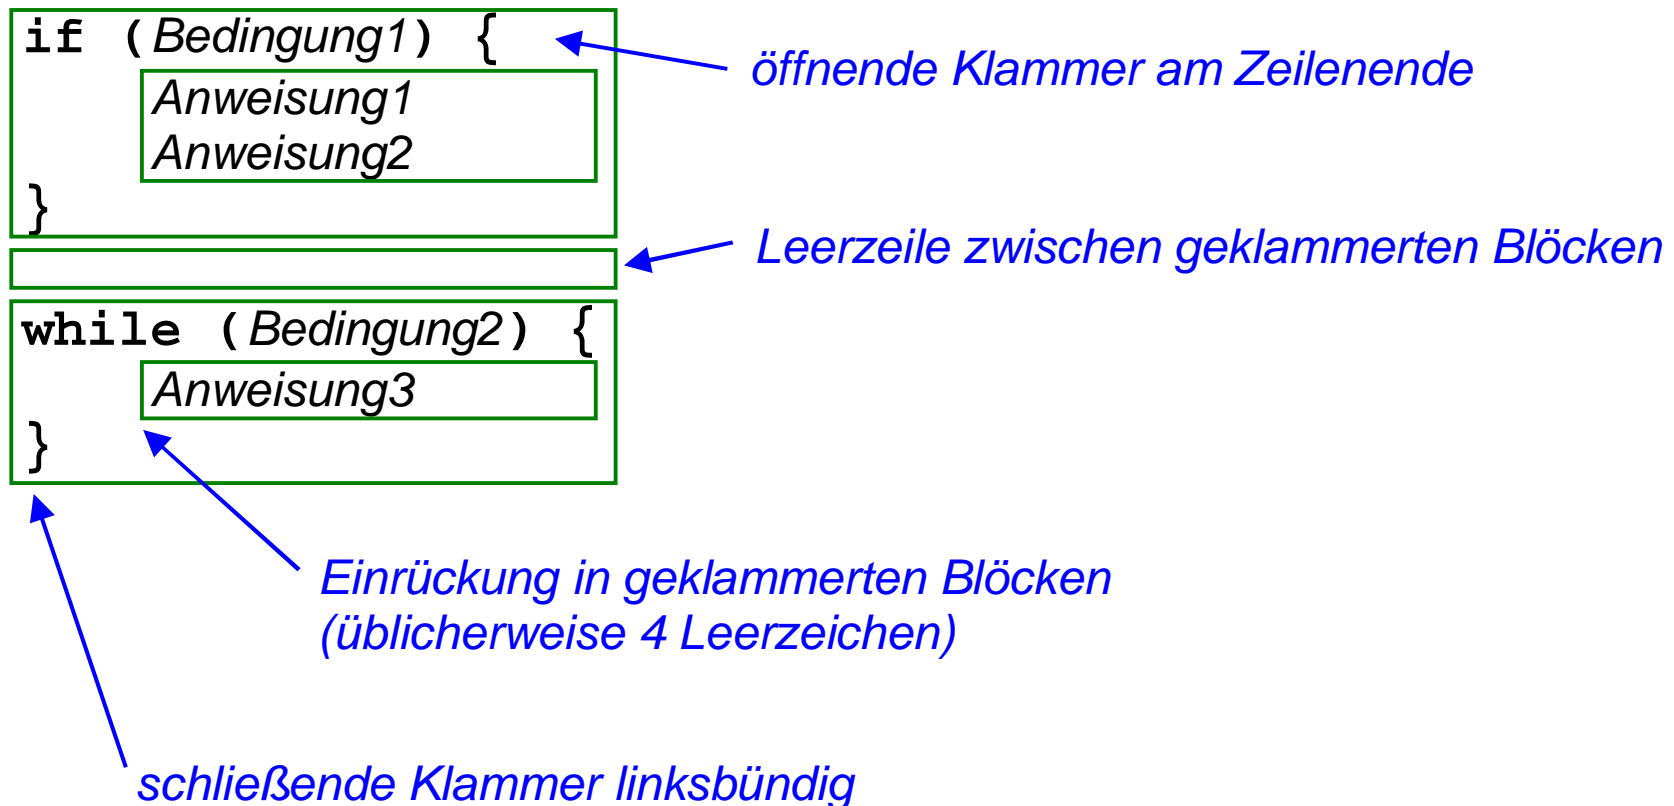 if (Bedingung1) {
öffnende Klammer am Zeilenende
Anweisung1
Anweisung2
}
Leerzeile zwischen geklammerten Blöcken
while (Bedingung2) {
Anweisung3
}
Einrückung in geklammerten Blöcken
(üblicherweise 4 Leerzeichen)
schließende Klammer linksbündig